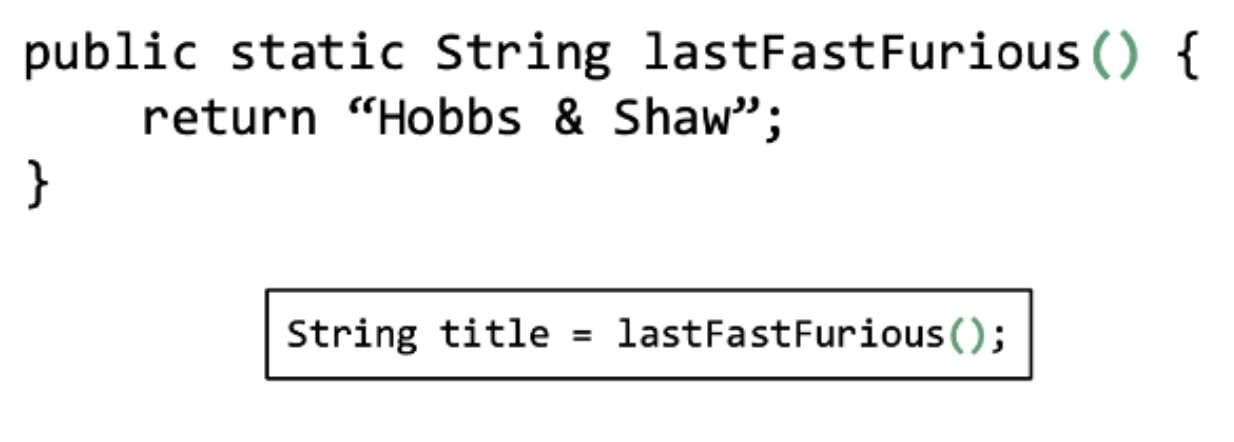 public static String lastFastFurious() {
    return “Hobbs & Shaw”;
}
String title = lastFastFurious();